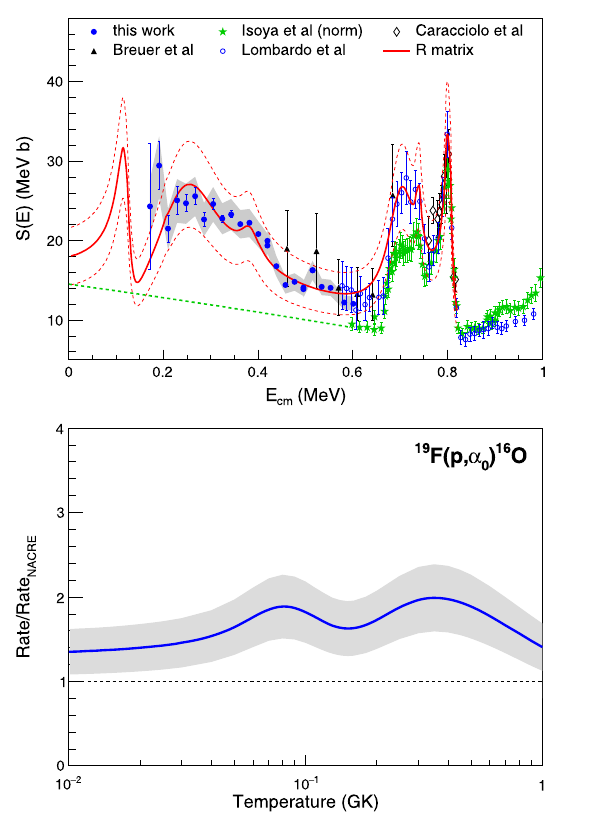 this work
Isoya et al (norm)
Caracciolo et al
Breuer et al
Lombardo et al
R matrix
S(E) (MeV b)
40
30
20
10
0 0.2 0.4 0.6 0.8 1
E_cm (MeV)
¹⁹F(p,α₀)¹⁶O
Rate/Rate_NACRE
4
3
2
1
0
10⁻² 10⁻¹ 1
Temperature (GK)